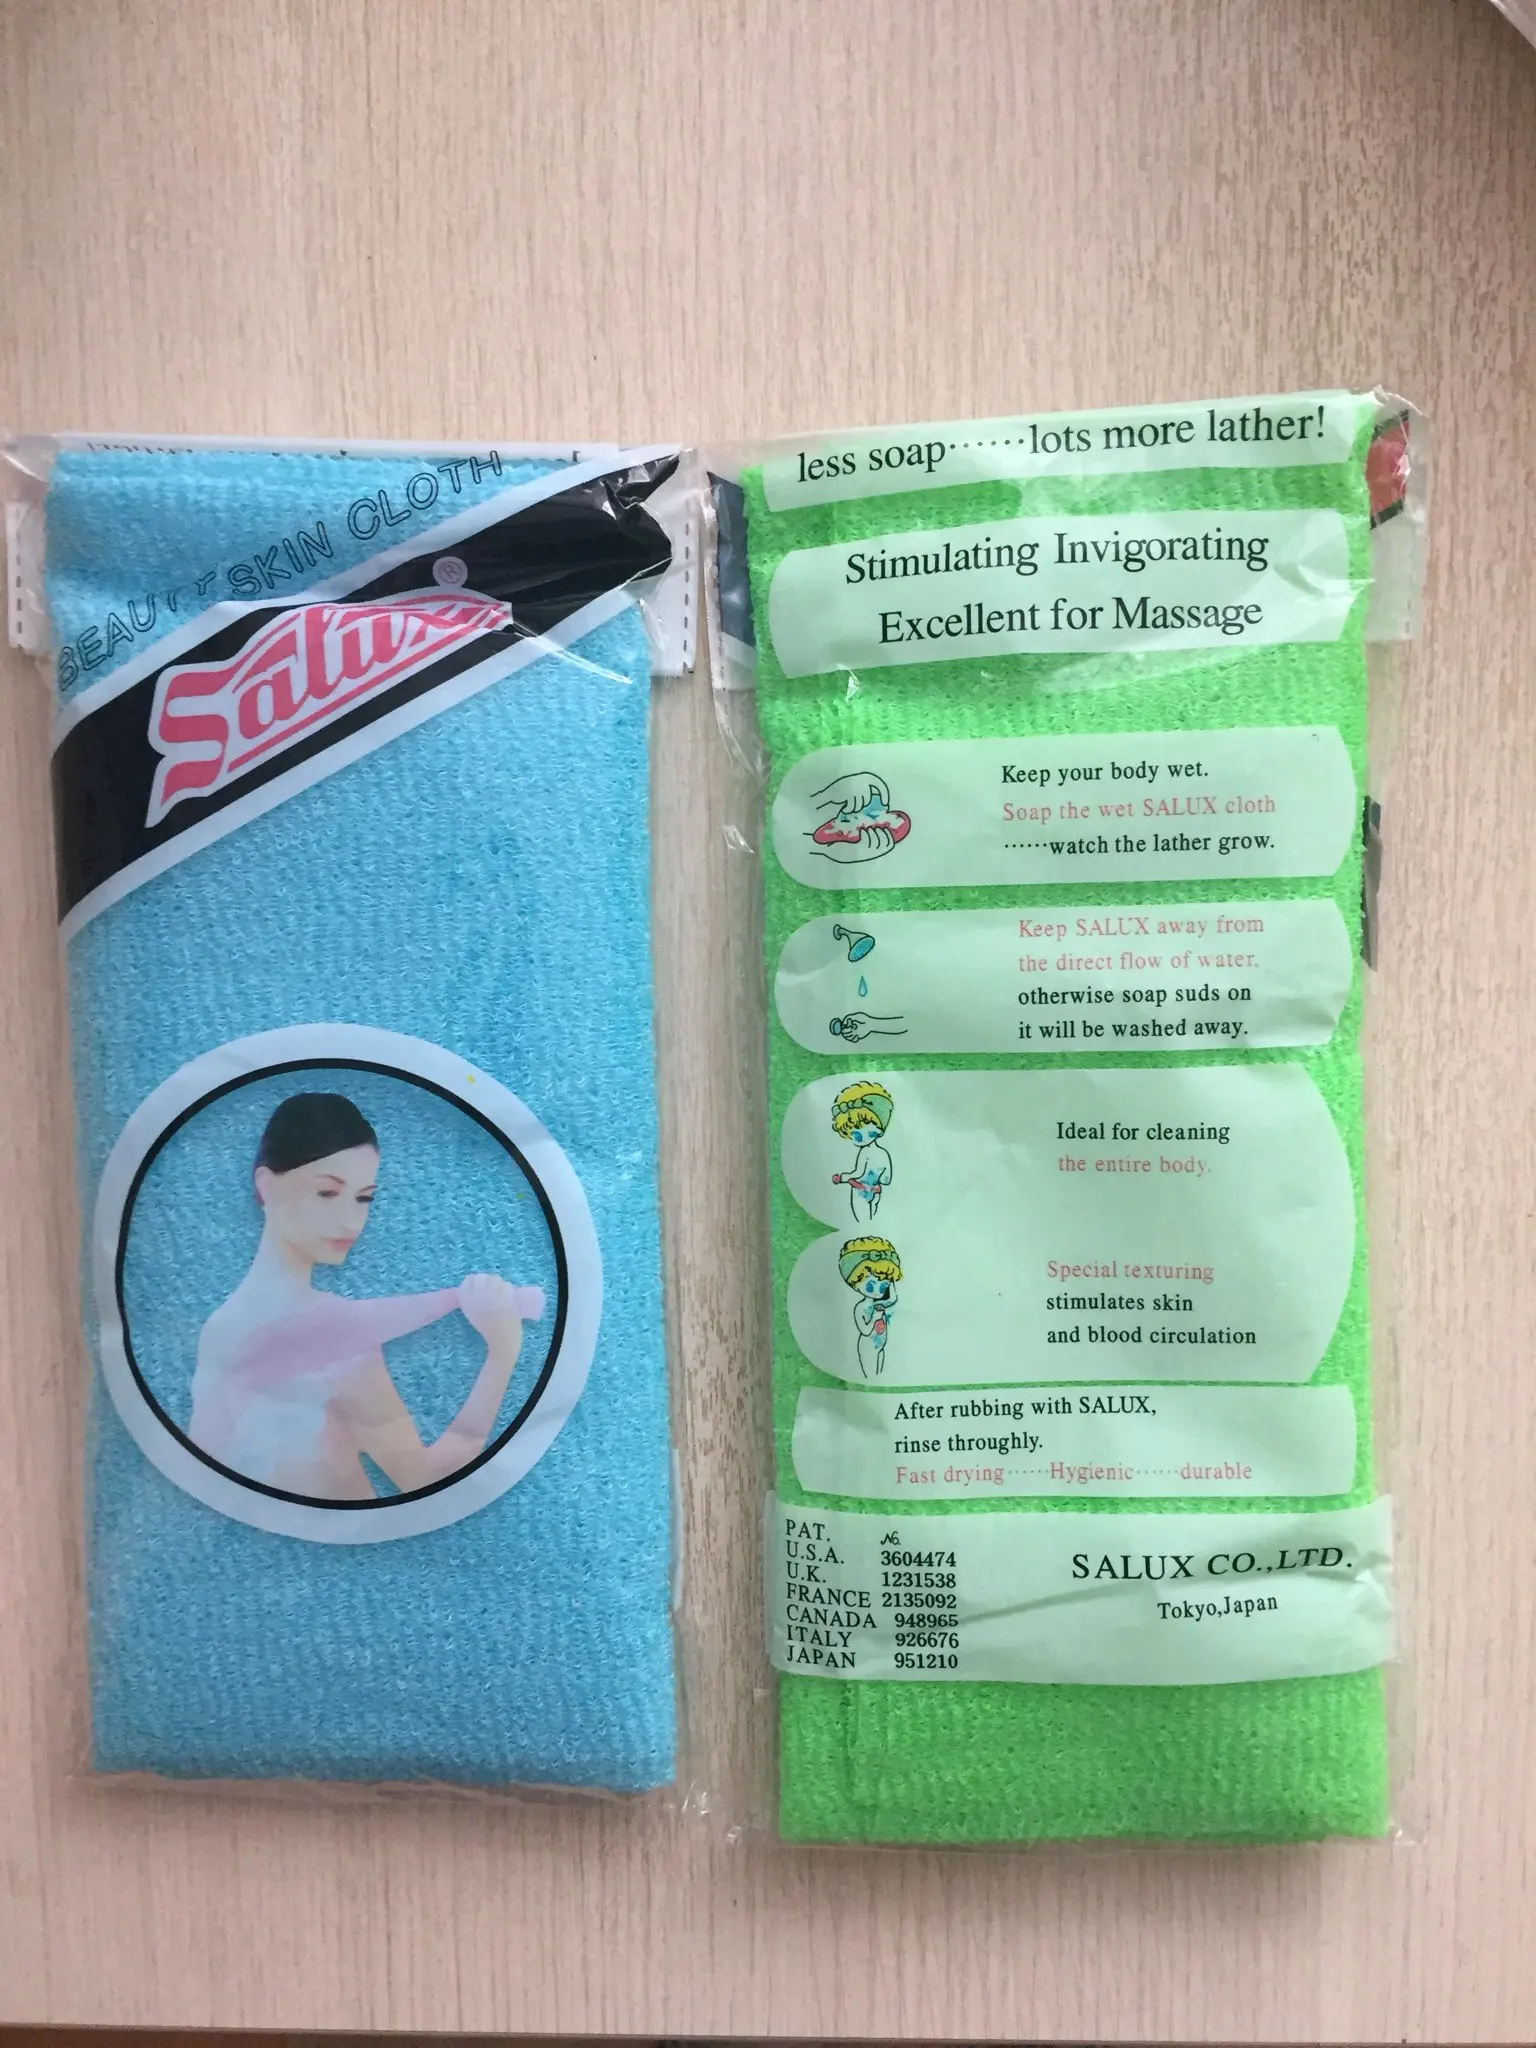 BEAUTY SKIN CLOTH
Salux®
less soap······lots more lather!
Stimulating Invigorating
Excellent for Massage
Keep your body wet.
Soap the wet SALUX cloth
······watch the lather grow.
Keep SALUX away from
the direct flow of water.
otherwise soap suds on
it will be washed away.
Ideal for cleaning
the entire body.
Special texturing
stimulates skin
and blood circulation
After rubbing with SALUX,
rinse throughly.
Fast drying······Hygienic······durable
PAT. No.
U.S.A. 3604474
U.K. 1231538
FRANCE 2135092
CANADA 948965
ITALY 926676
JAPAN 951210
SALUX CO.,LTD.
Tokyo,Japan